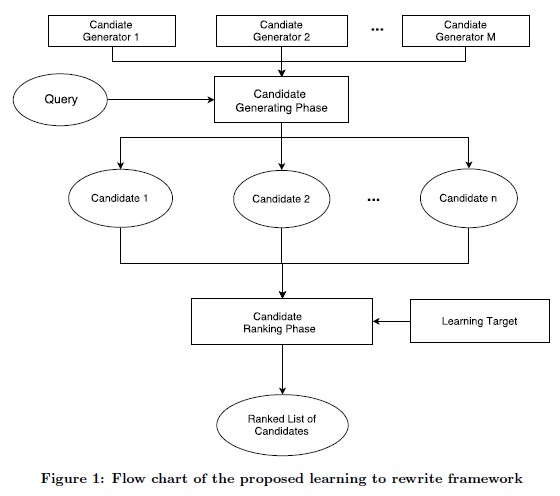 Candiate
Generator 1
Candiate
Generator 2
...
Candiate
Generator M
Query
Candidate
Generating Phase
Candidate 1
Candidate 2
...
Candidate n
Candidate
Ranking Phase
Learning Target
Ranked List of
Candidates
Figure 1: Flow chart of the proposed learning to rewrite framework